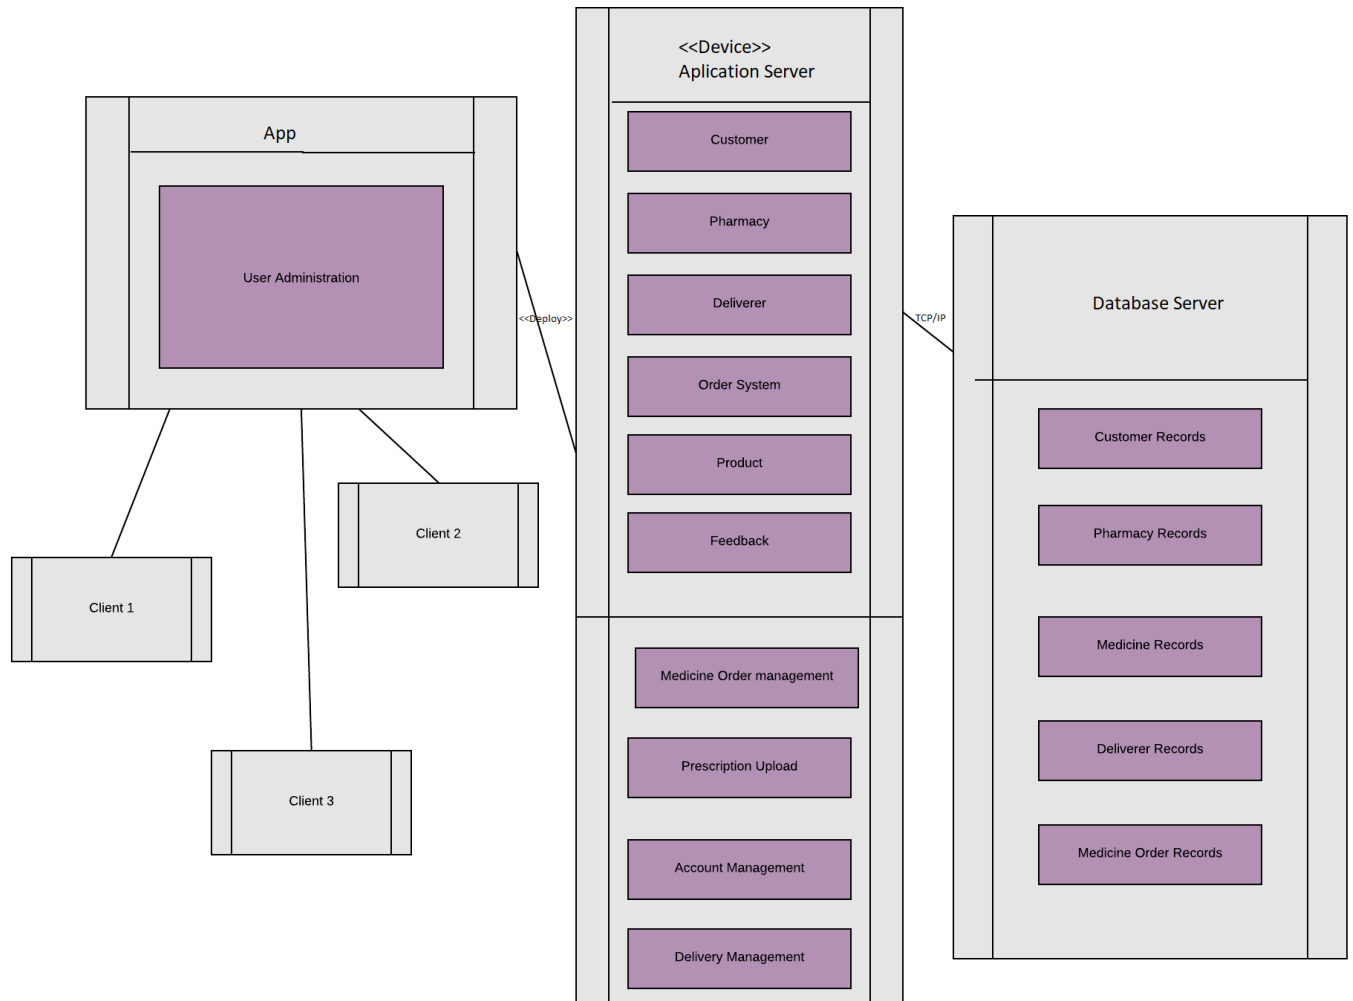 App
User Administration
<<Deploy>>
Client 1
Client 2
Client 3
<<Device>>
Aplication Server
Customer
Pharmacy
Deliverer
Order System
Product
Feedback
Medicine Order management
Prescription Upload
Account Management
Delivery Management
TCP/IP
Database Server
Customer Records
Pharmacy Records
Medicine Records
Deliverer Records
Medicine Order Records